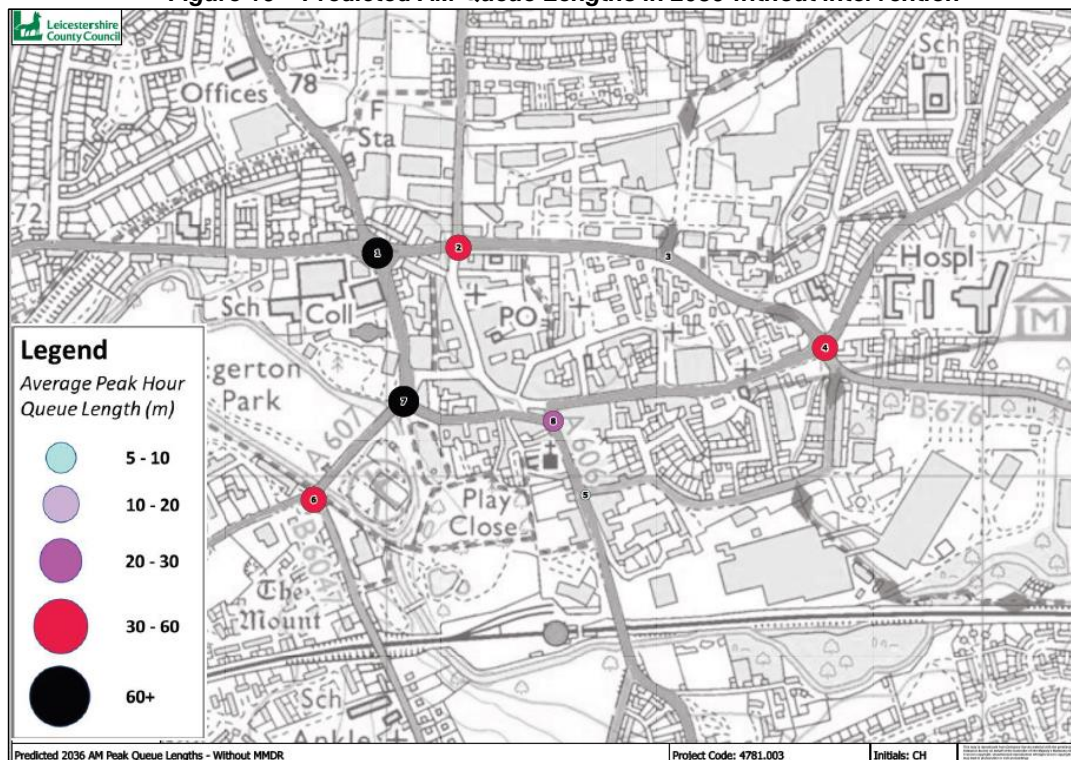 Leicestershire
County Council
Offices
78
F
Sta
Sch
72
1
2
3
Hospl
W
Sch
Coll
PO
M
4
Legend
Average Peak Hour
Queue Length (m)
5 - 10
10 - 20
20 - 30
30 - 60
60+
gerton
Park
A 607
7
8
A 606
B 676
5
Play
Close
6
B 6047
The
Mount
Sch
Predicted 2036 AM Peak Queue Lengths - Without MMDR
Project Code: 4781.003
Initials: CH